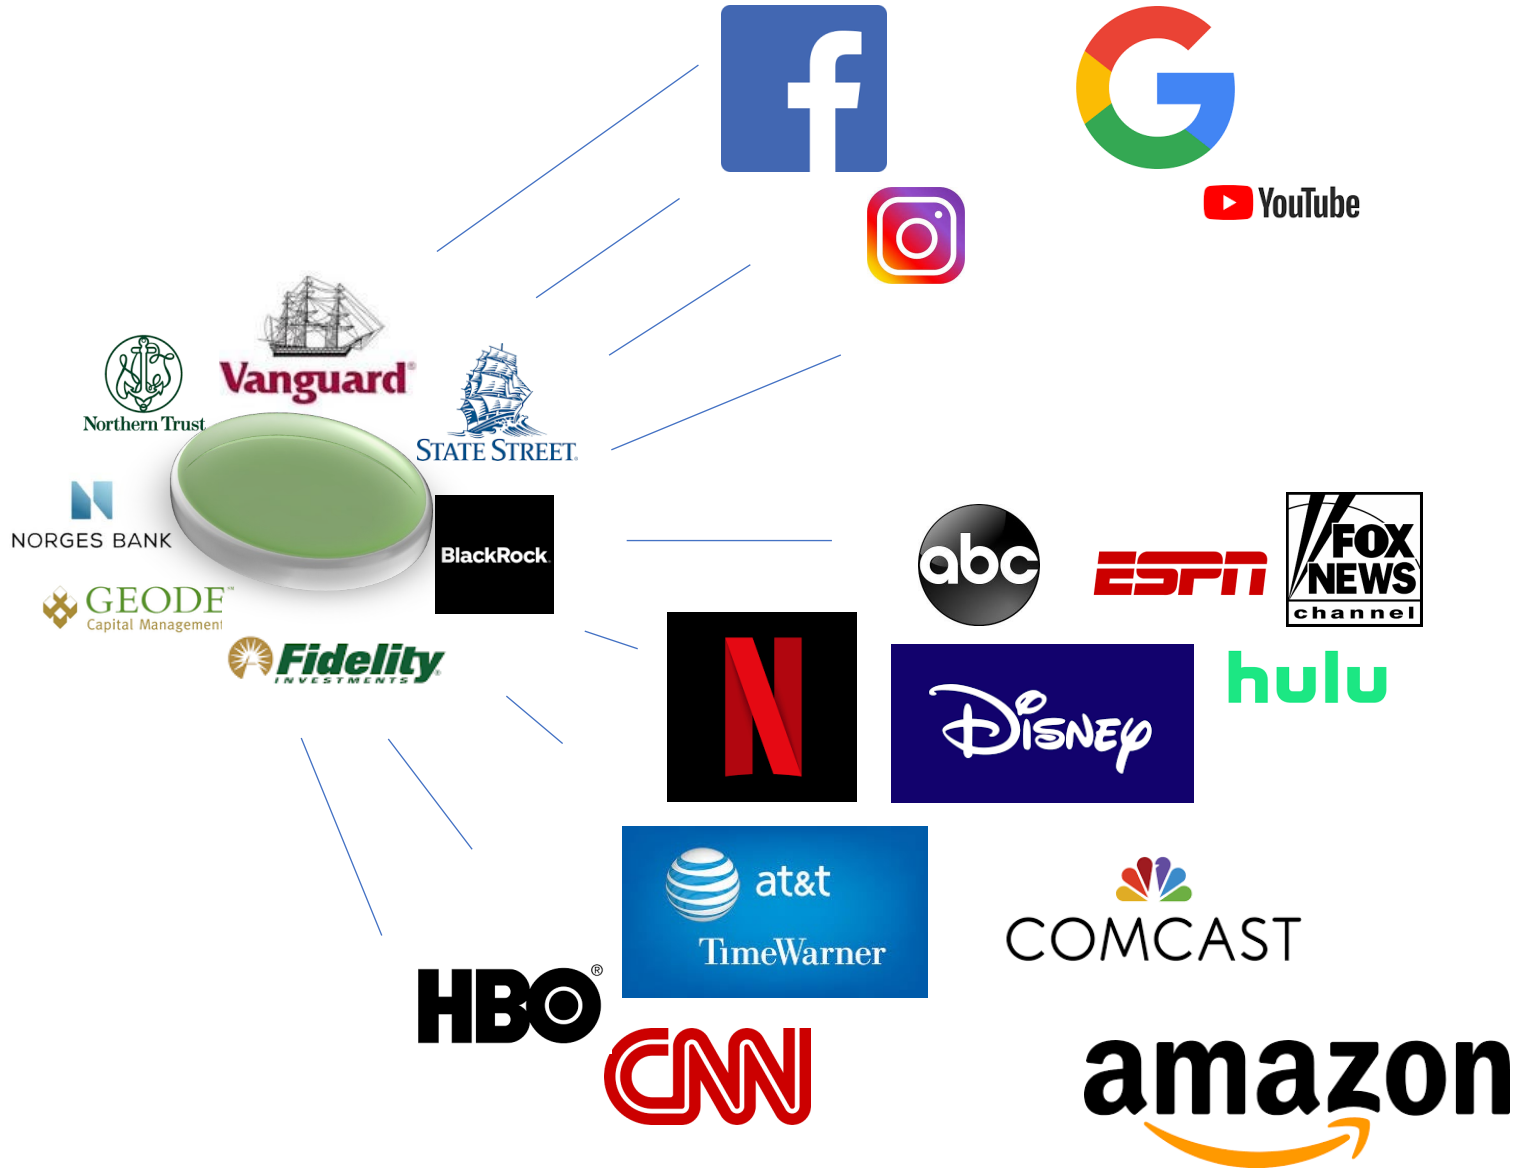 f
G
YouTube
Vanguard®
Northern Trust
STATE STREET.
NORGES BANK
BlackRock.
GEODE™
Capital Management
Fidelity®
INVESTMENTS
abc
ESPN
FOX
NEWS
channel
N
DISNEY
hulu
at&t
TimeWarner
COMCAST
HBO®
CNN
amazon